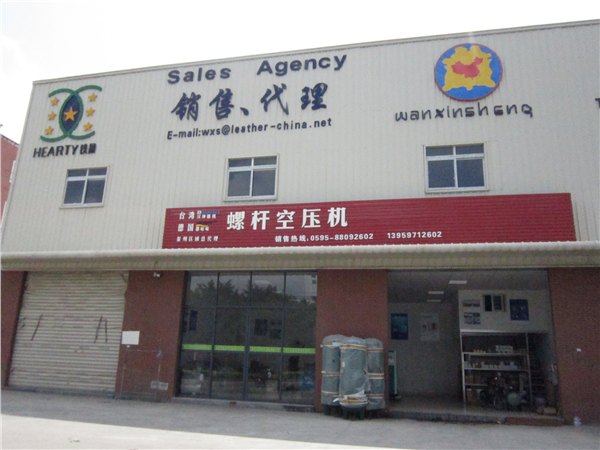 Sales Agency
销售、代理
E-mail:wxs@leather-china.net
HEARTY
wanxinsheng
台湾
德国
螺杆空压机
销售热线:0595-88092602 13959712602